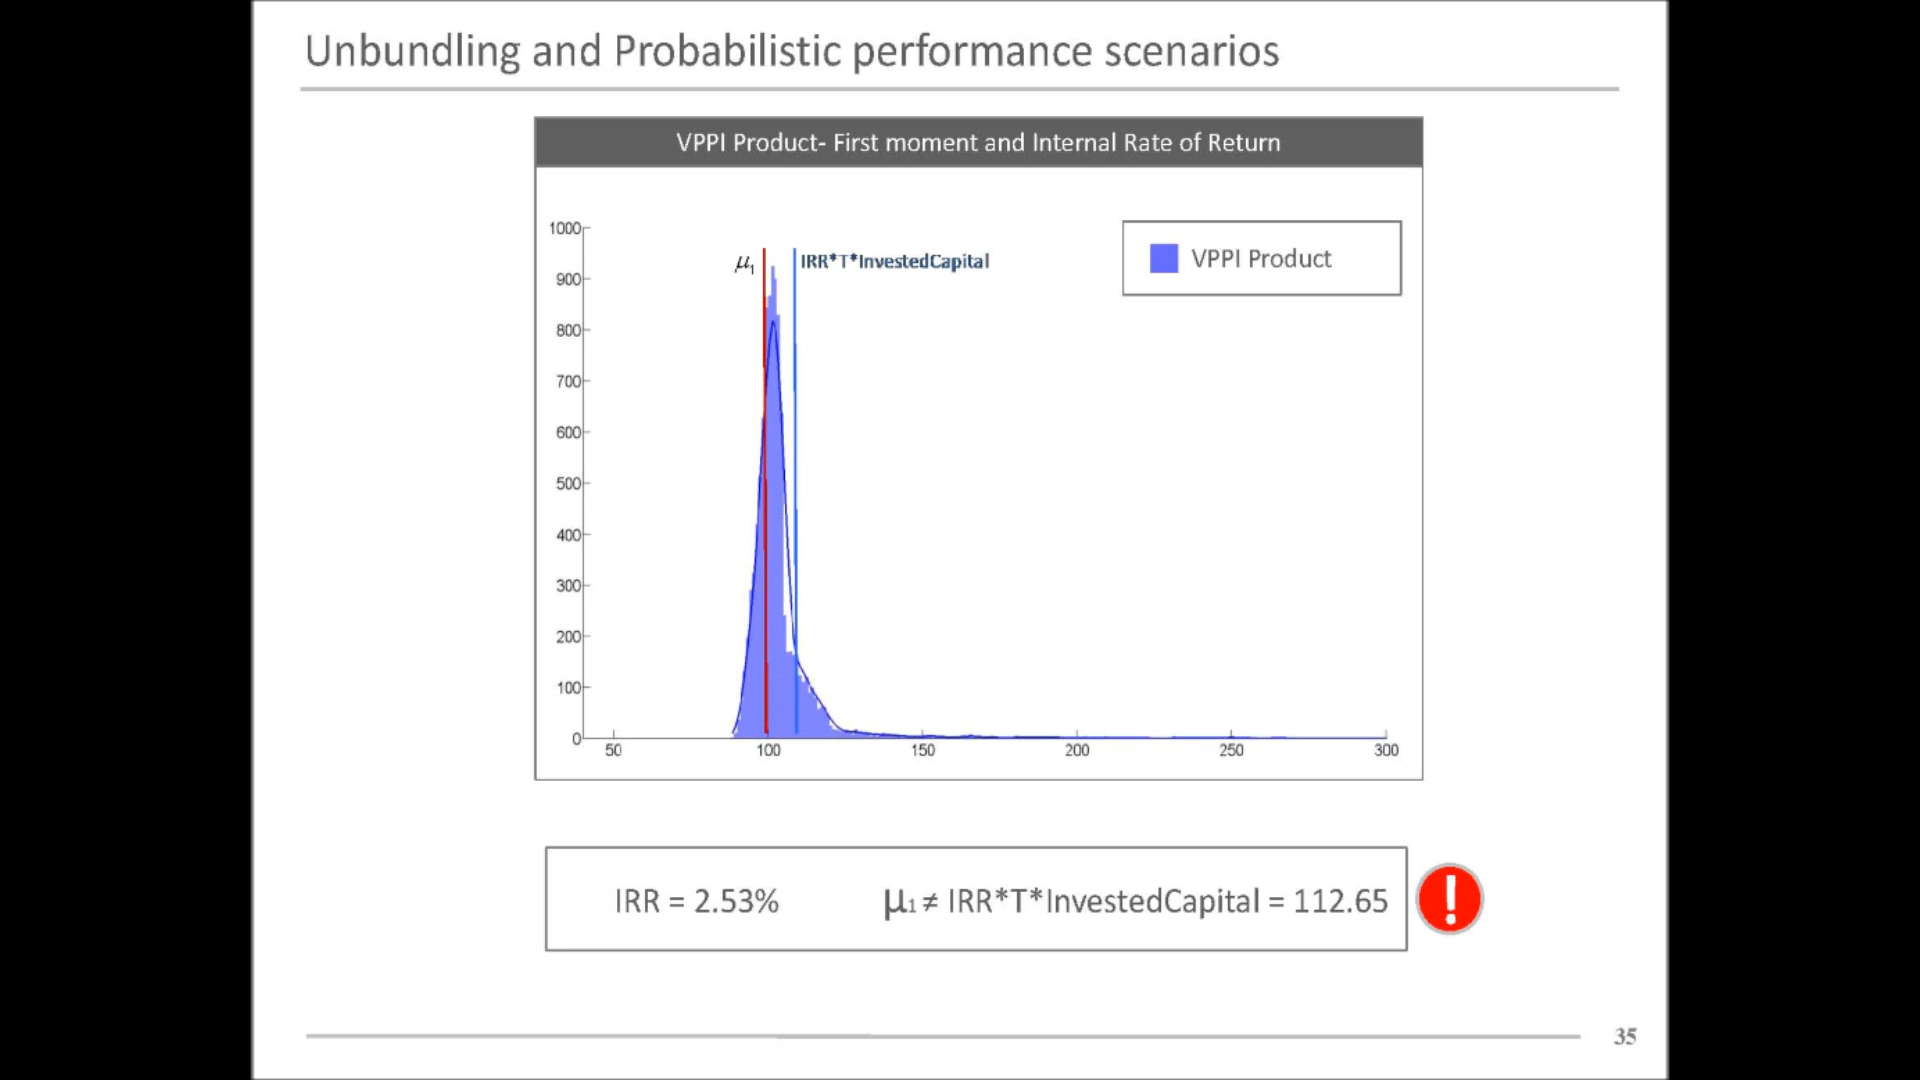 Unbundling and Probabilistic performance scenarios
VPPI Product- First moment and Internal Rate of Return
1000
900
800
700
600
500
400
300
200
100
0
μ1
IRR*T*InvestedCapital
VPPI Product
50 100 150 200 250 300
IRR = 2.53% μ1 ≠ IRR*T*InvestedCapital = 112.65
!
35